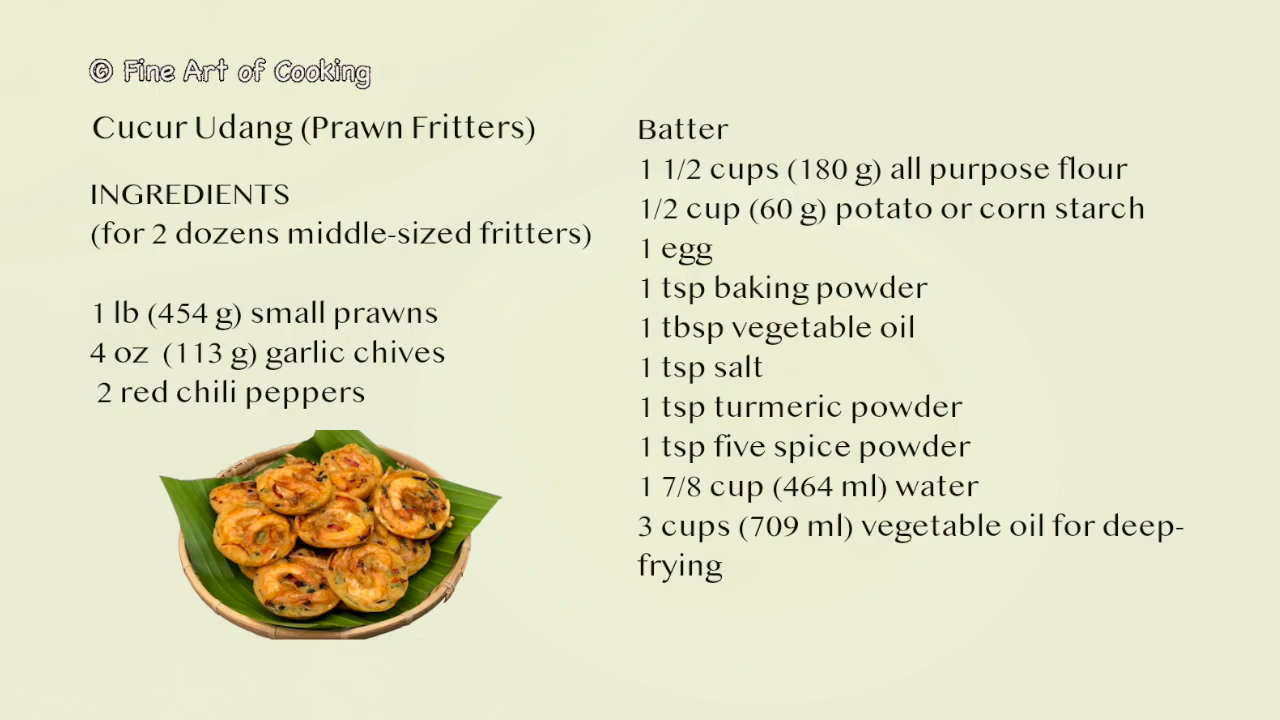 © Fine Art of Cooking
Cucur Udang (Prawn Fritters)
INGREDIENTS
(for 2 dozens middle-sized fritters)
1 lb (454 g) small prawns
4 oz (113 g) garlic chives
2 red chili peppers
Batter
1 1/2 cups (180 g) all purpose flour
1/2 cup (60 g) potato or corn starch
1 egg
1 tsp baking powder
1 tbsp vegetable oil
1 tsp salt
1 tsp turmeric powder
1 tsp five spice powder
1 7/8 cup (464 ml) water
3 cups (709 ml) vegetable oil for deep-
frying